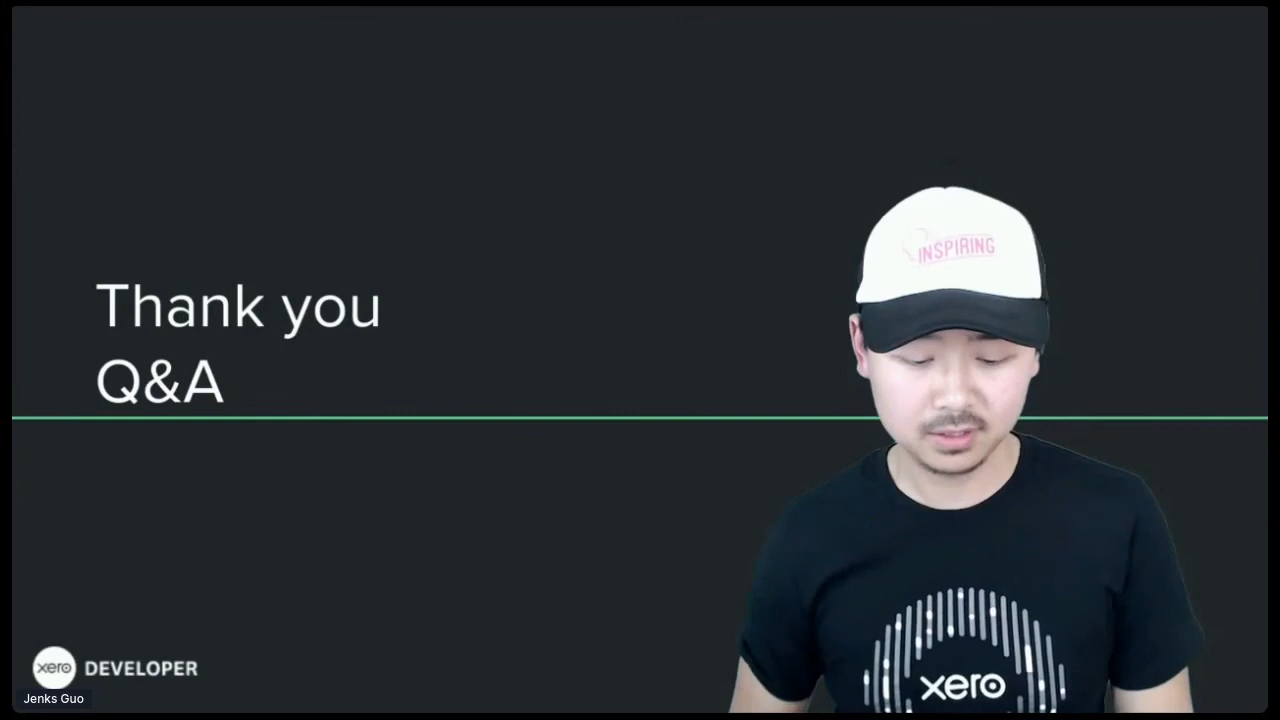 INSPIRING
Thank you
Q&A
xero
xero DEVELOPER
Jenks Guo